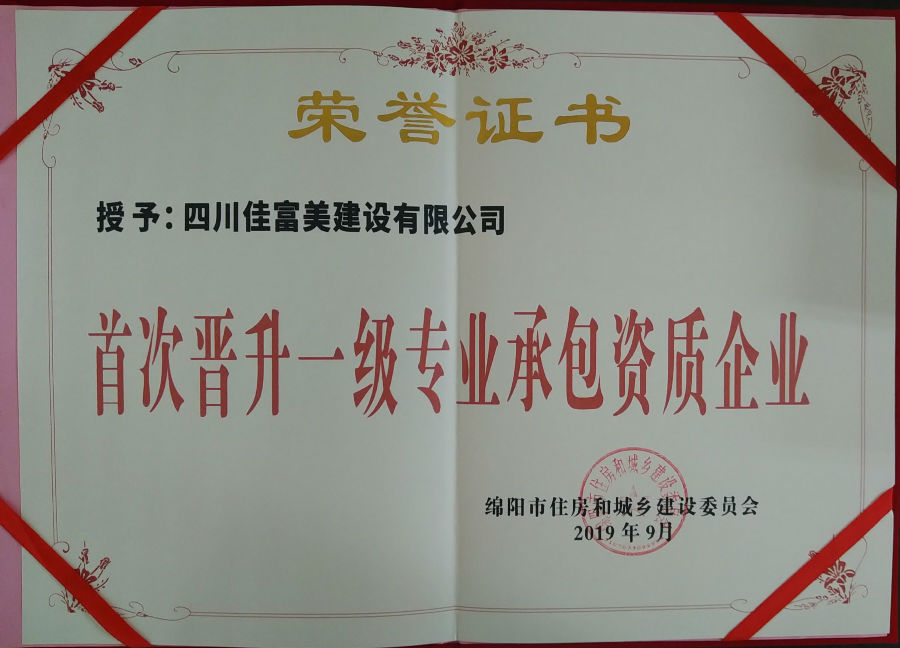 荣誉证书
授予：四川佳富美建设有限公司
首次晋升一级专业承包资质企业
绵阳市住房和城乡建设委员会
2019年9月